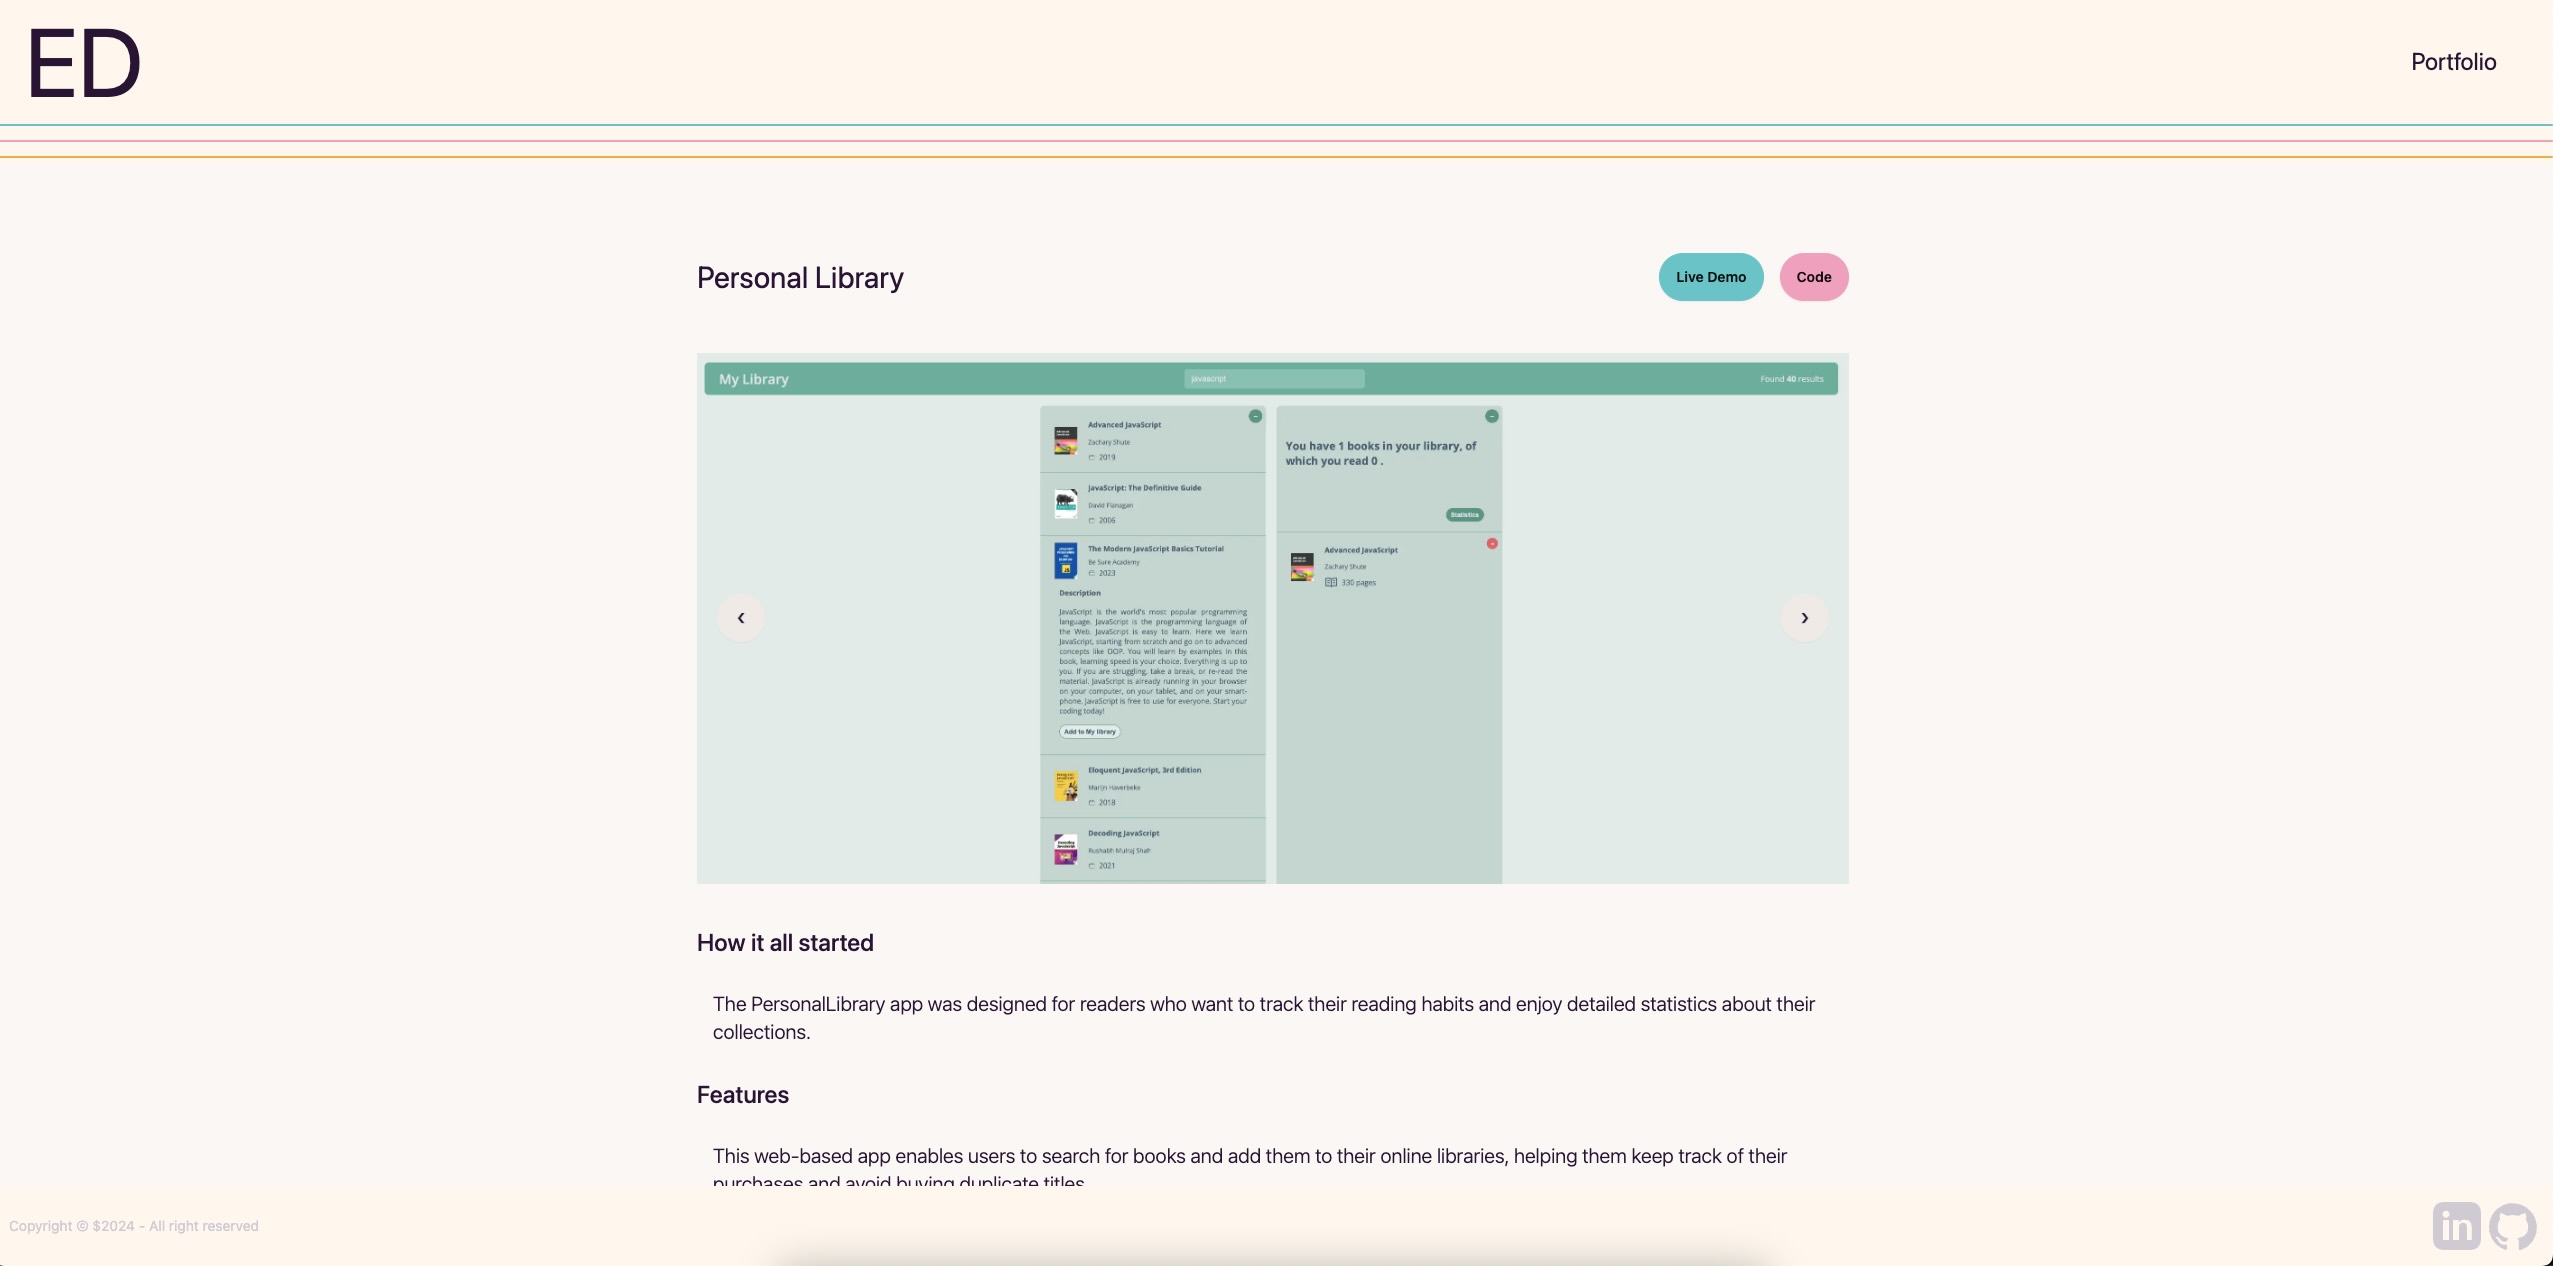 ED
Portfolio
Personal Library
Live Demo
Code
My Library
javascript
Found 40 results
Advanced JavaScript
Zachary Shute
2019
JavaScript: The Definitive Guide
David Flanagan
2006
The Modern JavaScript Basics Tutorial
Be Sure Academy
2023
Description
JavaScript is the world's most popular programming
language. JavaScript is the programming language of
the Web. JavaScript is easy to learn. Here we learn
JavaScript, starting from scratch and go on to advanced
concepts like OOP. You will learn by examples in this
book, learning speed is your choice. Everything is up to
you. If you are struggling, take a break, or re-read the
material. JavaScript is already running in your browser
on your computer, on your tablet, and on your smart-
phone. JavaScript is free to use for everyone. Start your
coding today!
Add to My library
Eloquent JavaScript, 3rd Edition
Marijn Haverbeke
2018
Decoding JavaScript
Rushabh Mulraj Shah
2021
You have 1 books in your library, of
which you read 0 .
Statistics
Advanced JavaScript
Zachary Shute
330 pages
How it all started
The PersonalLibrary app was designed for readers who want to track their reading habits and enjoy detailed statistics about their
collections.
Features
This web-based app enables users to search for books and add them to their online libraries, helping them keep track of their
purchases and avoid buying duplicate titles
Copyright © $2024 - All right reserved
in